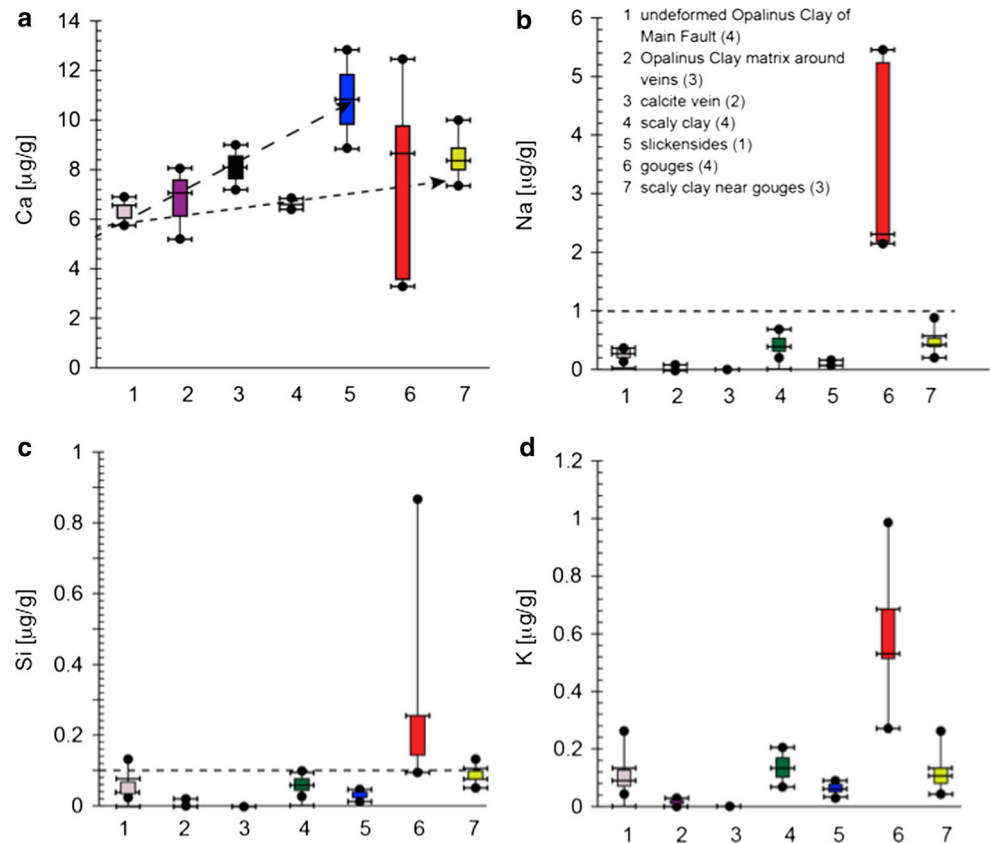 a
Ca [µg/g]
14
12
10
8
6
4
2
0
1 2 3 4 5 6 7
b
Na [µg/g]
6
5
4
3
2
1
0
1 undeformed Opalinus Clay of
Main Fault (4)
2 Opalinus Clay matrix around
veins (3)
3 calcite vein (2)
4 scaly clay (4)
5 slickensides (1)
6 gouges (4)
7 scaly clay near gouges (3)
1 2 3 4 5 6 7
c
Si [µg/g]
1
0.8
0.6
0.4
0.2
0
1 2 3 4 5 6 7
d
K [µg/g]
1.2
1
0.8
0.6
0.4
0.2
0
1 2 3 4 5 6 7